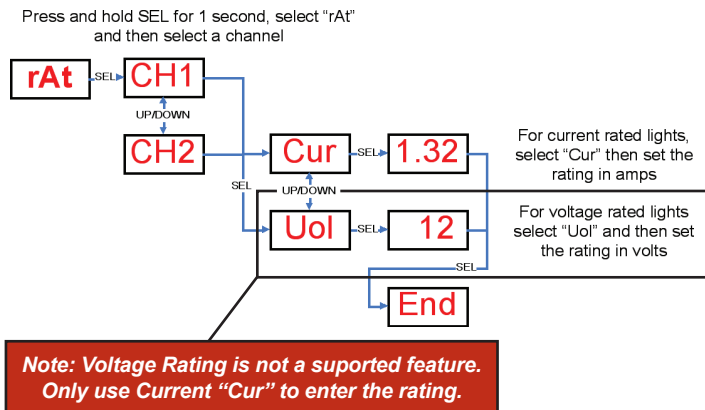 Press and hold SEL for 1 second, select “rAt”
and then select a channel
rAt
SEL
CH1
UP/DOWN
CH2
SEL
Cur
SEL
1.32
UP/DOWN
Uol
SEL
12
SEL
End
For current rated lights,
select “Cur” then set the
rating in amps
For voltage rated lights
select “Uol” and then set
the rating in volts
Note: Voltage Rating is not a suported feature.
Only use Current “Cur” to enter the rating.